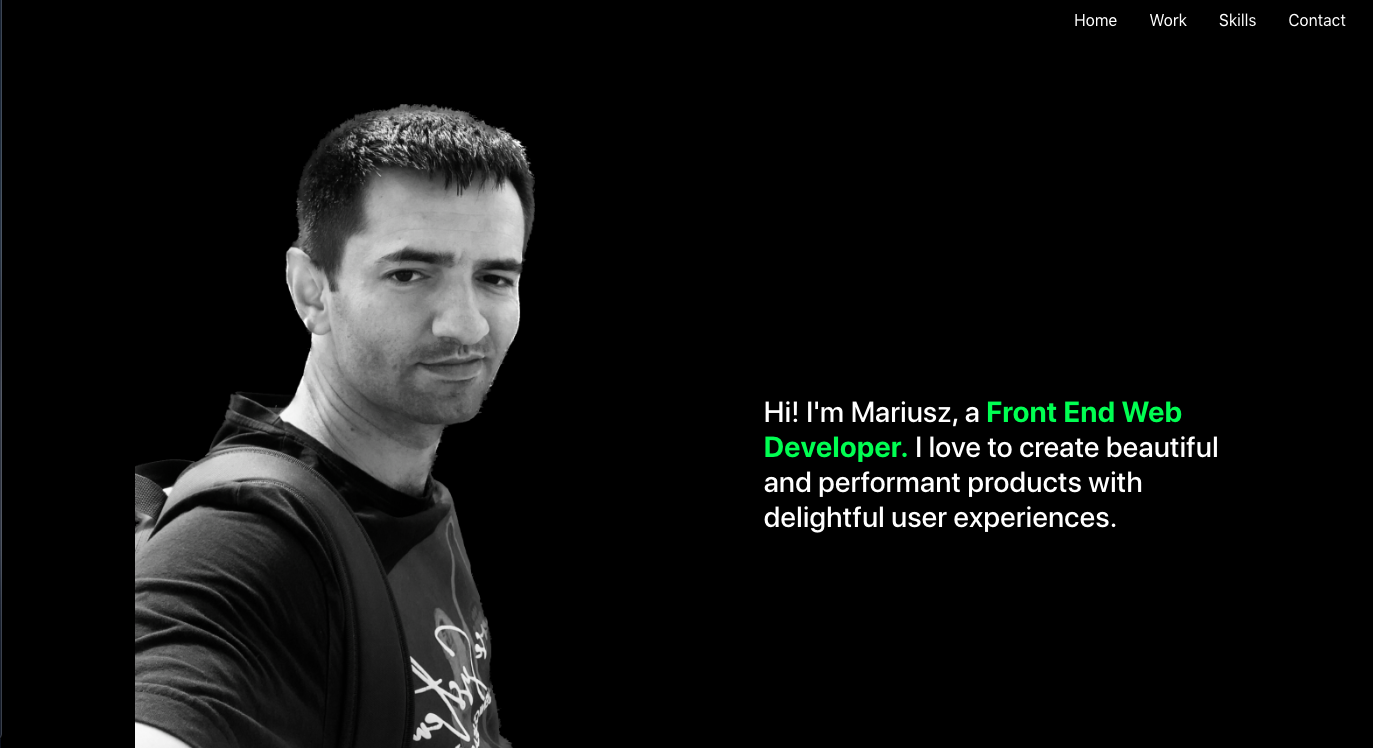 Home Work Skills Contact
Hi! I'm Mariusz, a Front End Web
Developer. I love to create beautiful
and performant products with
delightful user experiences.